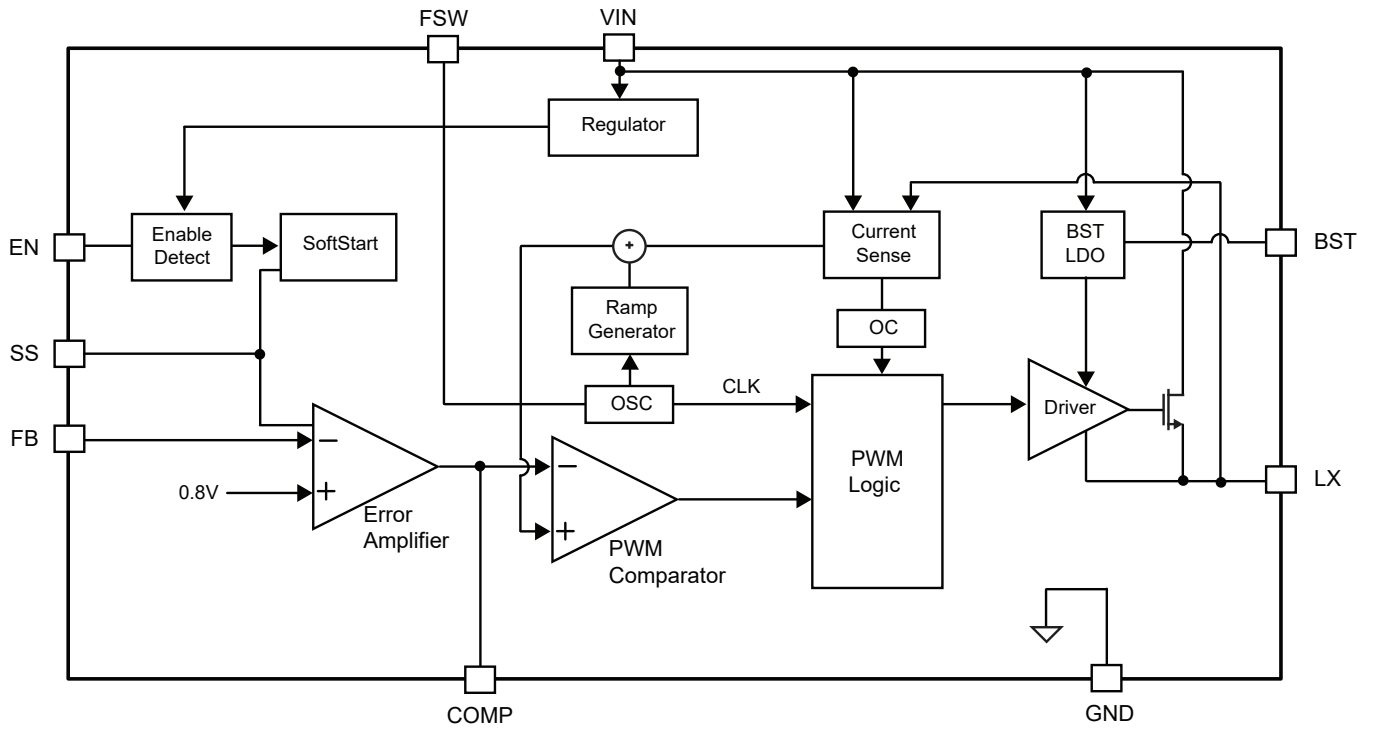 FSW
VIN
Regulator
EN
Enable
Detect
SoftStart
+
Current
Sense
BST
LDO
BST
Ramp
Generator
OC
SS
OSC
CLK
Driver
FB
−
−
PWM
Logic
LX
0.8V
+
Error
Amplifier
+
PWM
Comparator
COMP
GND